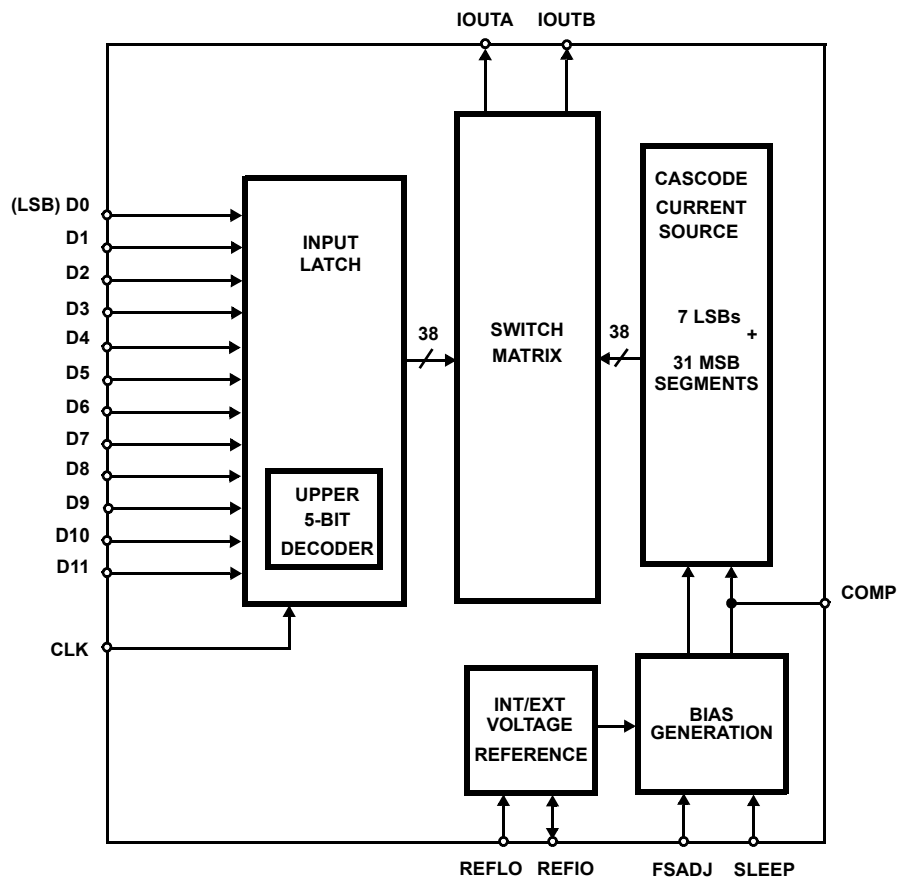 IOUTA IOUTB
(LSB) D0
D1
D2
D3
D4
D5
D6
D7
D8
D9
D10
D11
CLK
INPUT
LATCH
UPPER
5-BIT
DECODER
38
SWITCH
MATRIX
38
CASCODE
CURRENT
SOURCE
7 LSBs
+
31 MSB
SEGMENTS
COMP
INT/EXT
VOLTAGE
REFERENCE
BIAS
GENERATION
REFLO REFIO FSADJ SLEEP